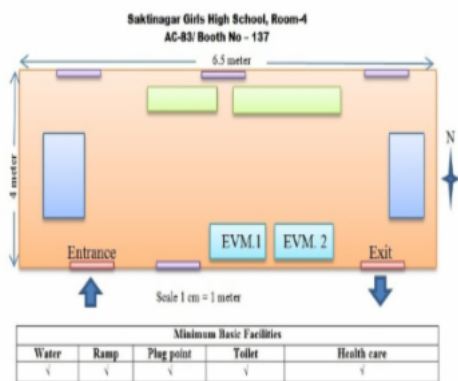 Saktinagar Girls High School, Room-4
AC-83/ Booth No - 137
6.5 meter
4 meter
N
EVM.1 EVM. 2
Entrance Exit
Scale 1 cm = 1 meter
Minimum Basic Facilities
Water Ramp Plug point Toilet Health care
√ √ √ √ √